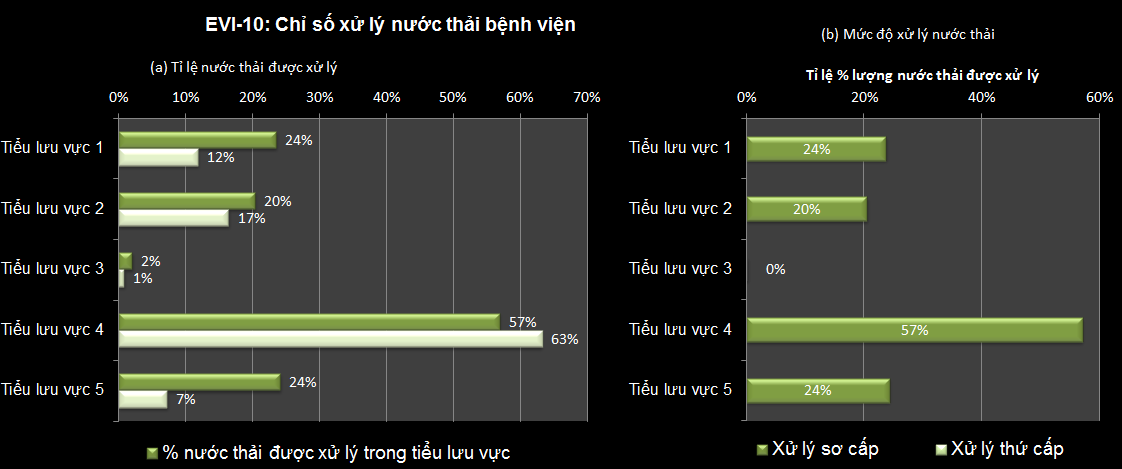 EVI-10: Chỉ số xử lý nước thải bệnh viện
(a) Tỉ lệ nước thải được xử lý
0% 10% 20% 30% 40% 50% 60% 70%
Tiểu lưu vực 1
24%
12%
Tiểu lưu vực 2
20%
17%
Tiểu lưu vực 3
2%
1%
Tiểu lưu vực 4
57%
63%
Tiểu lưu vực 5
24%
7%
% nước thải được xử lý trong tiểu lưu vực
(b) Mức độ xử lý nước thải
Tỉ lệ % lượng nước thải được xử lý
0% 20% 40% 60%
Tiểu lưu vực 1
24%
Tiểu lưu vực 2
20%
Tiểu lưu vực 3
0%
Tiểu lưu vực 4
57%
Tiểu lưu vực 5
24%
Xử lý sơ cấp Xử lý thứ cấp